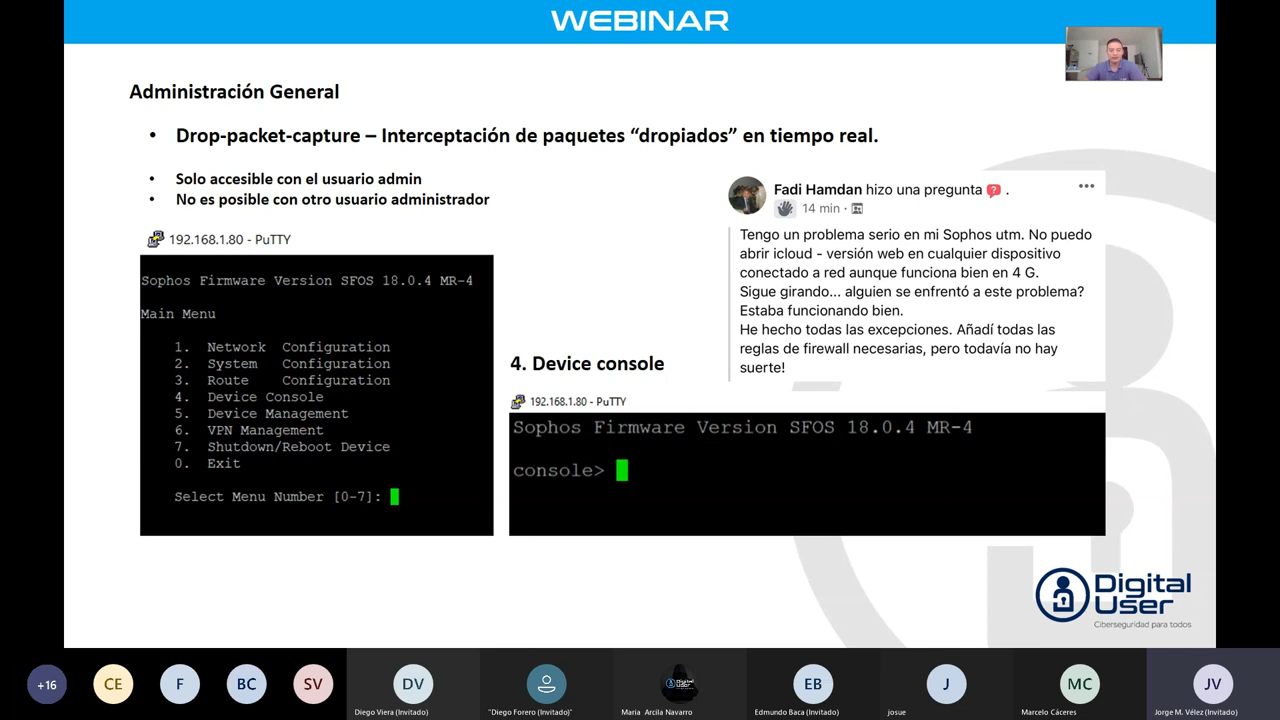 WEBINAR
Administración General
• Drop-packet-capture – Interceptación de paquetes “dropiados” en tiempo real.
• Solo accesible con el usuario admin
• No es posible con otro usuario administrador
192.168.1.80 - PuTTY
Sophos Firmware Version SFOS 18.0.4 MR-4
Main Menu
1. Network Configuration
2. System Configuration
3. Route Configuration
4. Device Console
5. Device Management
6. VPN Management
7. Shutdown/Reboot Device
0. Exit
Select Menu Number [0-7]:
Fadi Hamdan hizo una pregunta .
14 min ·
Tengo un problema serio en mi Sophos utm. No puedo
abrir icloud - versión web en cualquier dispositivo
conectado a red aunque funciona bien en 4 G.
Sigue girando... alguien se enfrentó a este problema?
Estaba funcionando bien.
He hecho todas las excepciones. Añadí todas las
reglas de firewall necesarias, pero todavía no hay
suerte!
4. Device console
192.168.1.80 - PuTTY
Sophos Firmware Version SFOS 18.0.4 MR-4
console>
Digital
User
Ciberseguridad para todos
+16
CE
F
BC
SV
DV
Diego Viera (Invitado)
"Diego Forero (Invitado)"
Digital User
Maria Arcila Navarro
EB
Edmundo Baca (Invitado)
J
josue
MC
Marcelo Cáceres
JV
Jorge M. Vélez (Invitado)